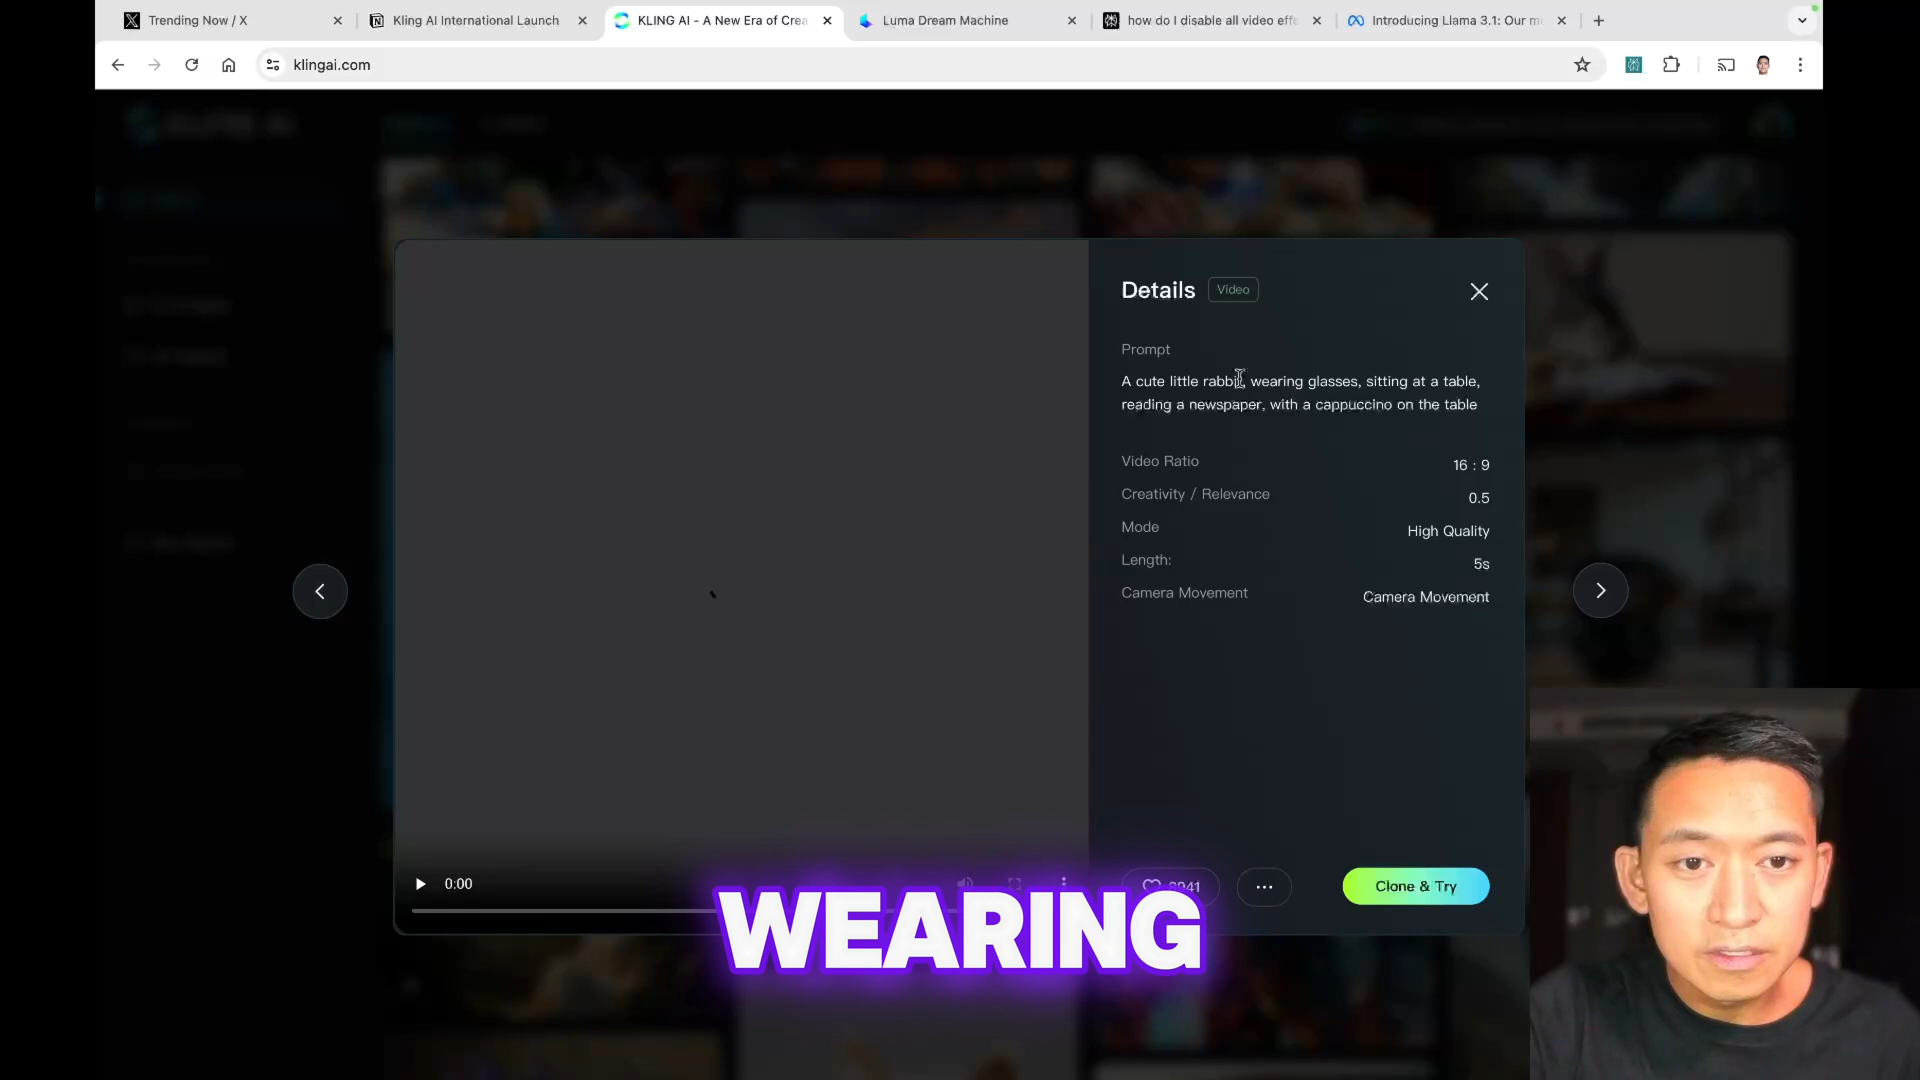 Trending Now / X
Kling AI International Launch
KLING AI - A New Era of Crea
Luma Dream Machine
how do I disable all video effe
Introducing Llama 3.1: Our m
klingai.com
Details
Video
Prompt
A cute little rabbit, wearing glasses, sitting at a table,
reading a newspaper, with a cappuccino on the table
Video Ratio
16 : 9
Creativity / Relevance
0.5
Mode
High Quality
Length:
5s
Camera Movement
Camera Movement
0:00
Clone & Try
WEARING